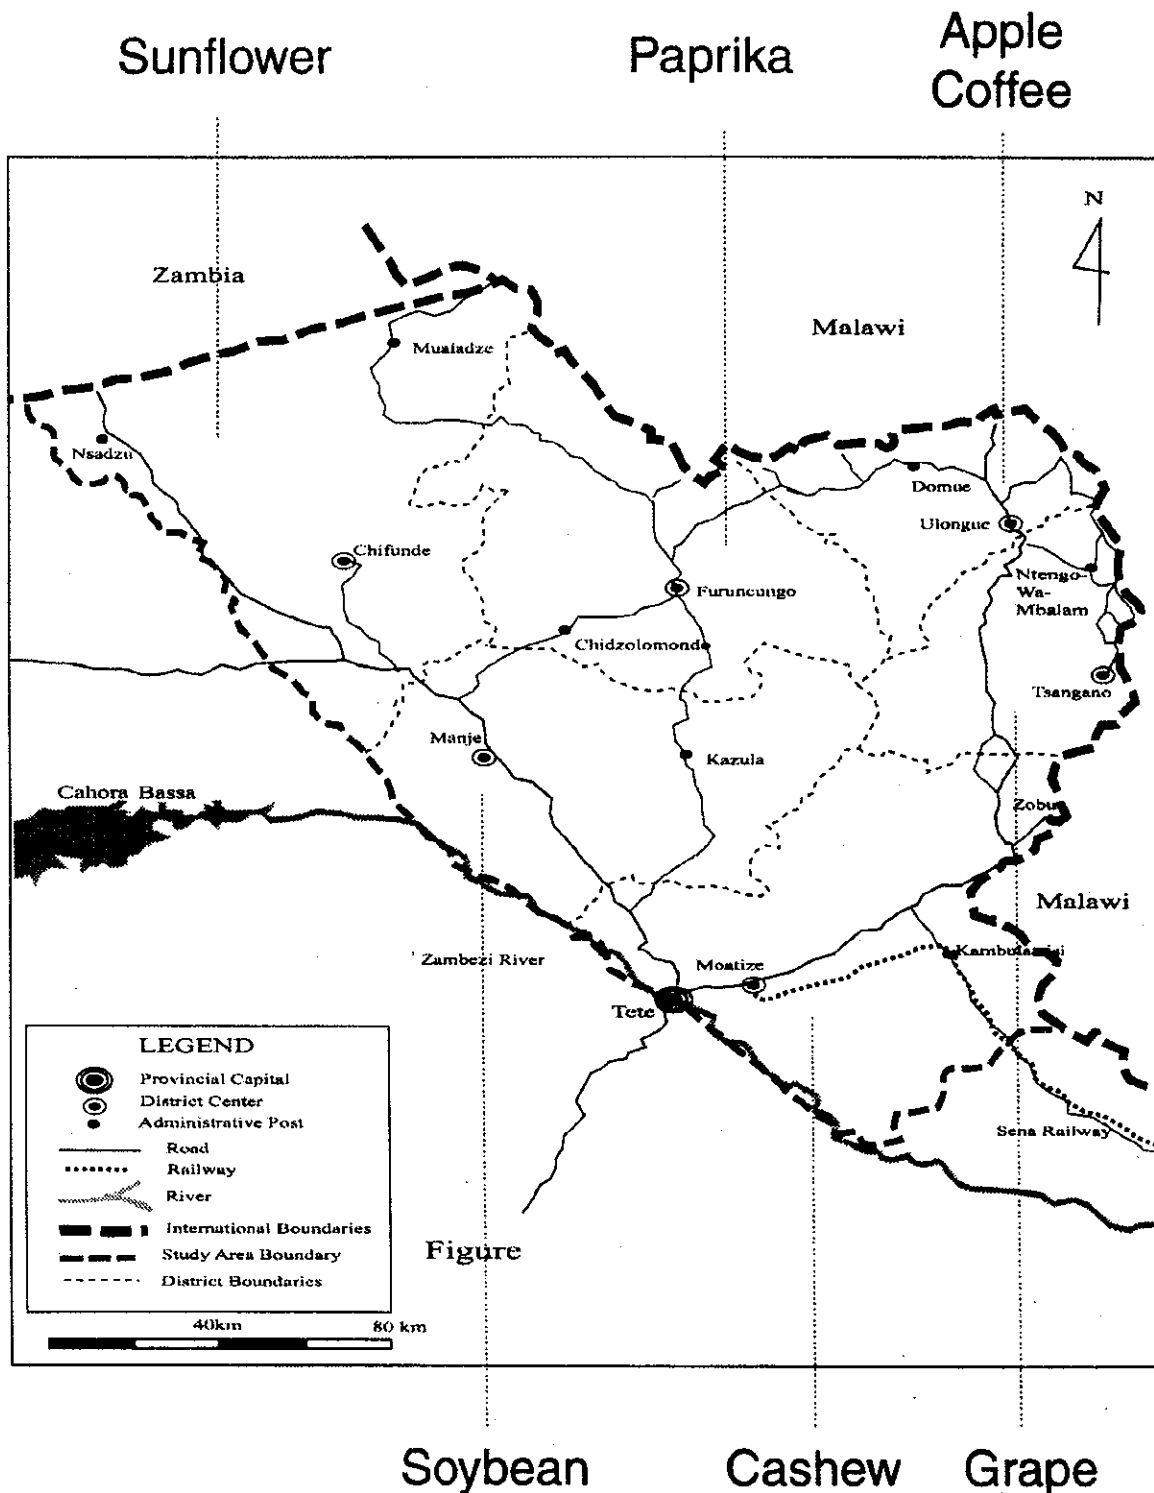 Sunflower
Paprika
Apple
Coffee
N
Zambia
Malawi
Mualadze
Nsadzu
Domue
Ulongue
Chifunde
Furuncungo
Ntengo-
Wa-
Mbalam
Chidzolomonde
Tsangano
Manje
Kazula
Cahora Bassa
Zobue
Malawi
Zambezi River
Moatize
Tete
LEGEND
Provincial Capital
District Center
Administrative Post
Road
Railway
River
International Boundaries
Study Area Boundary
District Boundaries
Sena Railway
Figure
40km
80 km
Soybean
Cashew
Grape